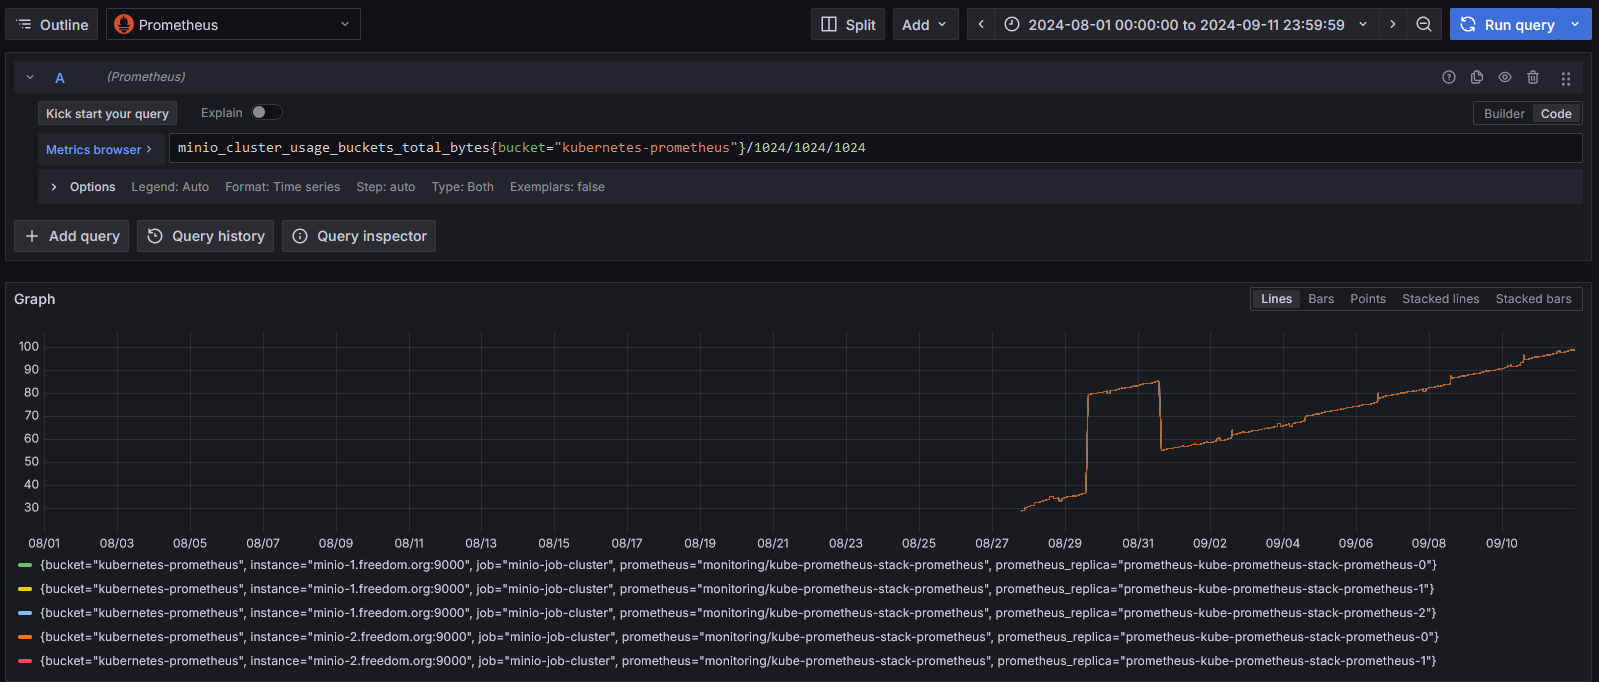 Outline Prometheus Split Add 2024-08-01 00:00:00 to 2024-09-11 23:59:59 Run query
A (Prometheus)
Kick start your query Explain Builder Code
Metrics browser > minio_cluster_usage_buckets_total_bytes{bucket="kubernetes-prometheus"}/1024/1024/1024
> Options Legend: Auto Format: Time series Step: auto Type: Both Exemplars: false
+ Add query Query history Query inspector
Graph Lines Bars Points Stacked lines Stacked bars
100
90
80
70
60
50
40
30
08/01 08/03 08/05 08/07 08/09 08/11 08/13 08/15 08/17 08/19 08/21 08/23 08/25 08/27 08/29 08/31 09/02 09/04 09/06 09/08 09/10
{bucket="kubernetes-prometheus", instance="minio-1.freedom.org:9000", job="minio-job-cluster", prometheus="monitoring/kube-prometheus-stack-prometheus", prometheus_replica="prometheus-kube-prometheus-stack-prometheus-0"}
{bucket="kubernetes-prometheus", instance="minio-1.freedom.org:9000", job="minio-job-cluster", prometheus="monitoring/kube-prometheus-stack-prometheus", prometheus_replica="prometheus-kube-prometheus-stack-prometheus-1"}
{bucket="kubernetes-prometheus", instance="minio-1.freedom.org:9000", job="minio-job-cluster", prometheus="monitoring/kube-prometheus-stack-prometheus", prometheus_replica="prometheus-kube-prometheus-stack-prometheus-2"}
{bucket="kubernetes-prometheus", instance="minio-2.freedom.org:9000", job="minio-job-cluster", prometheus="monitoring/kube-prometheus-stack-prometheus", prometheus_replica="prometheus-kube-prometheus-stack-prometheus-0"}
{bucket="kubernetes-prometheus", instance="minio-2.freedom.org:9000", job="minio-job-cluster", prometheus="monitoring/kube-prometheus-stack-prometheus", prometheus_replica="prometheus-kube-prometheus-stack-prometheus-1"}